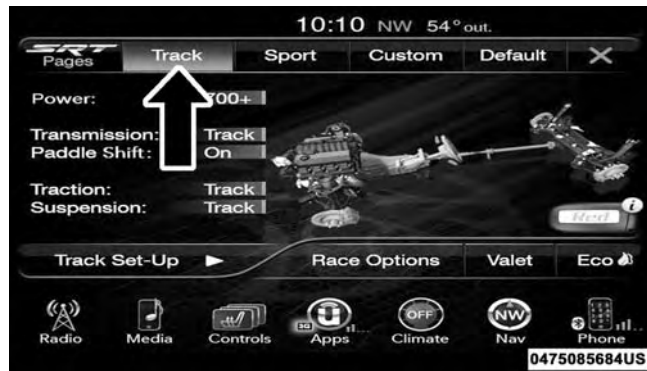 10:10 NW 54° out.
SRT Pages Track Sport Custom Default X
Power: 700+
Transmission: Track
Paddle Shift: On
Traction: Track
Suspension: Track
Red i
Track Set-Up Race Options Valet Eco
3G U OFF NW
Radio Media Controls Apps Climate Nav Phone
0475085684US